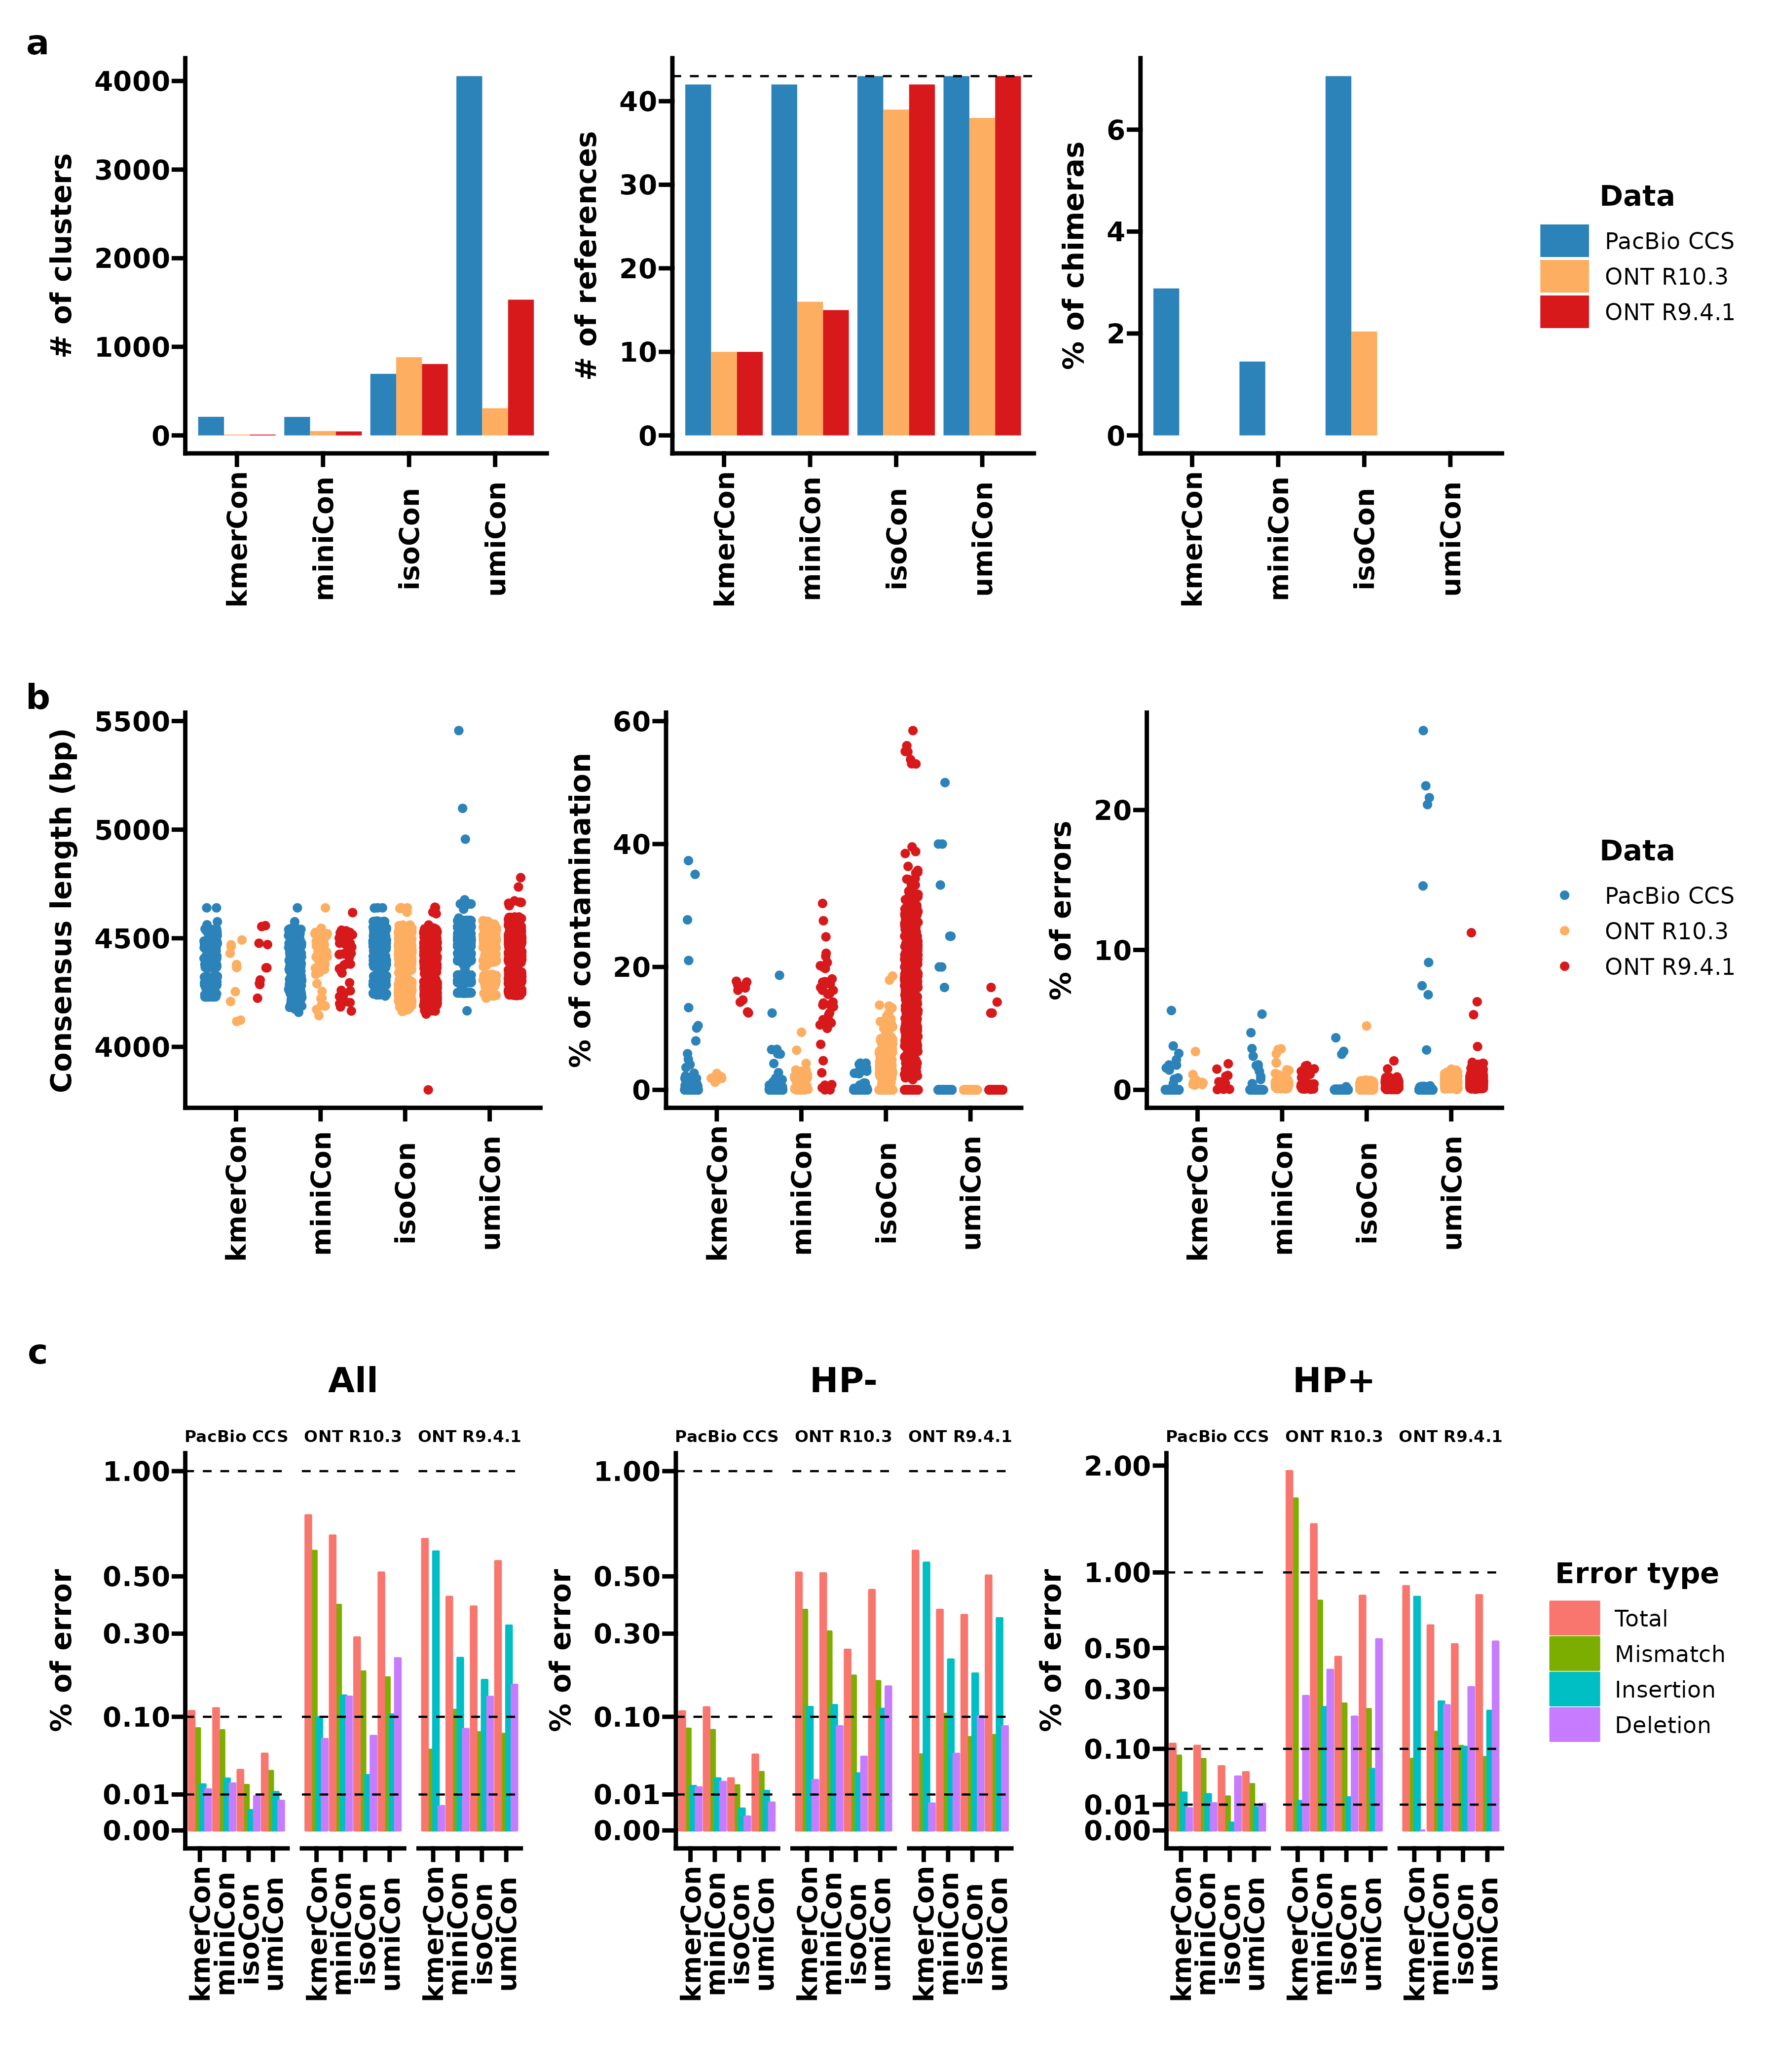 a
# of clusters
4000
3000
2000
1000
0
kmerCon
miniCon
isoCon
umiCon
# of references
40
30
20
10
0
kmerCon
miniCon
isoCon
umiCon
% of chimeras
6
4
2
0
kmerCon
miniCon
isoCon
umiCon
Data
PacBio CCS
ONT R10.3
ONT R9.4.1
b
Consensus length (bp)
5500
5000
4500
4000
kmerCon
miniCon
isoCon
umiCon
% of contamination
60
40
20
0
kmerCon
miniCon
isoCon
umiCon
% of errors
20
10
0
kmerCon
miniCon
isoCon
umiCon
Data
PacBio CCS
ONT R10.3
ONT R9.4.1
c
All
PacBio CCS ONT R10.3 ONT R9.4.1
% of error
1.00
0.50
0.30
0.10
0.01
0.00
kmerCon
miniCon
isoCon
umiCon
kmerCon
miniCon
isoCon
umiCon
kmerCon
miniCon
isoCon
umiCon
HP-
PacBio CCS ONT R10.3 ONT R9.4.1
% of error
1.00
0.50
0.30
0.10
0.01
0.00
kmerCon
miniCon
isoCon
umiCon
kmerCon
miniCon
isoCon
umiCon
kmerCon
miniCon
isoCon
umiCon
HP+
PacBio CCS ONT R10.3 ONT R9.4.1
% of error
2.00
1.00
0.50
0.30
0.10
0.01
0.00
kmerCon
miniCon
isoCon
umiCon
kmerCon
miniCon
isoCon
umiCon
kmerCon
miniCon
isoCon
umiCon
Error type
Total
Mismatch
Insertion
Deletion